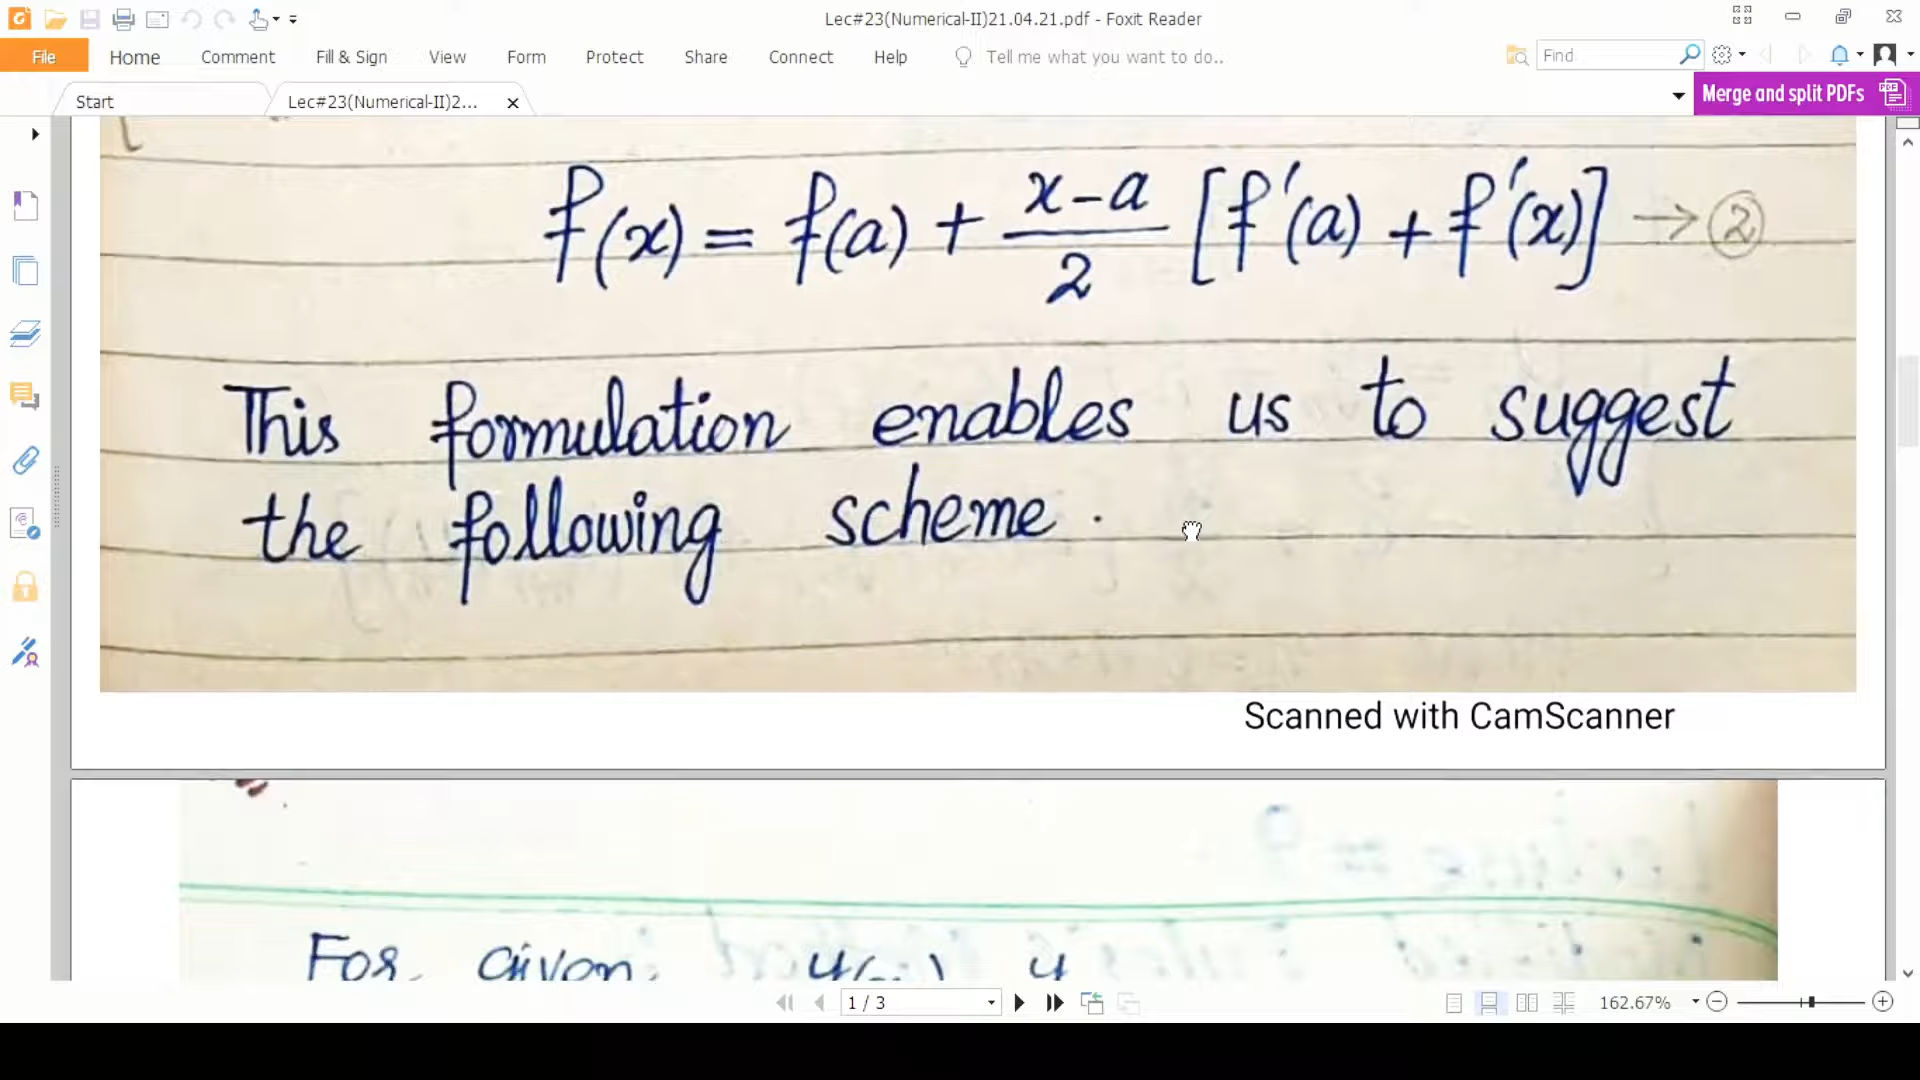 Lec#23(Numerical-II)21.04.21.pdf - Foxit Reader
File Home Comment Fill & Sign View Form Protect Share Connect Help Tell me what you want to do.. Find
Start Lec#23(Numerical-II)2... Merge and split PDFs
f(x) = f(a) + \frac{x-a}{2} [f'(a) + f'(x)] → ②
This formulation enables us to suggest
the following scheme.
Scanned with CamScanner
For Given
1 / 3 162.67%